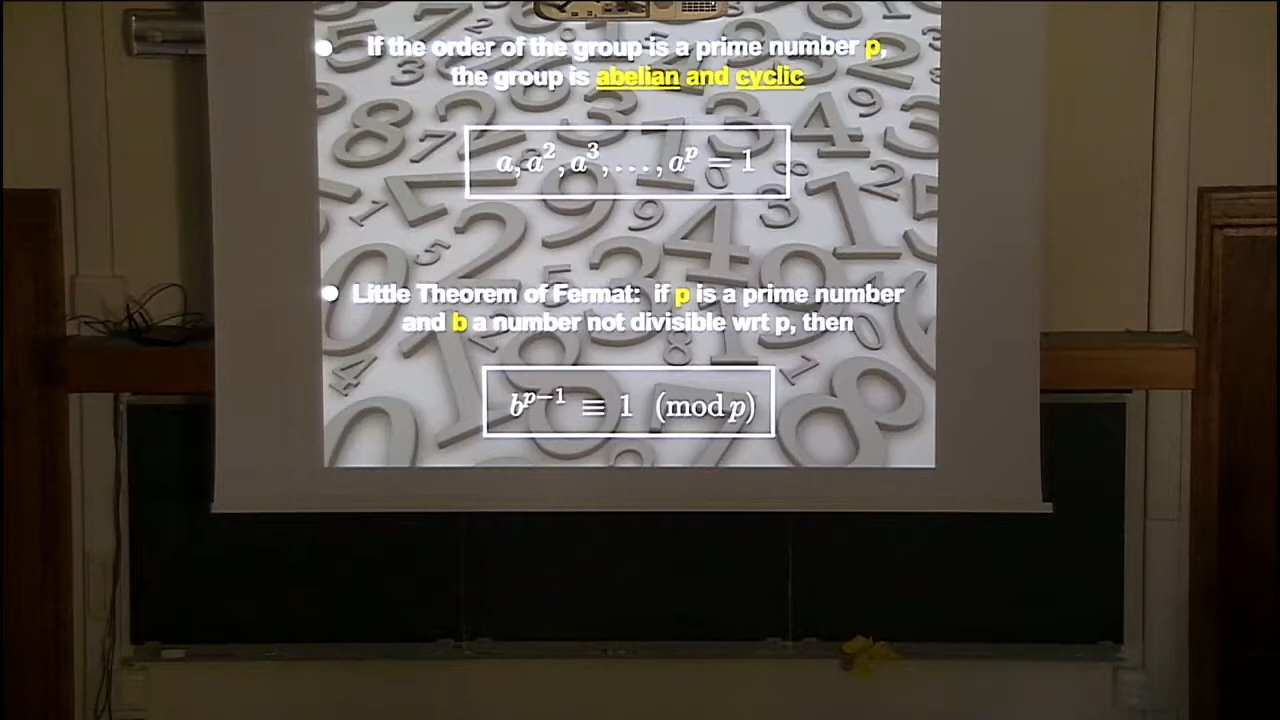 ● If the order of the group is a prime number p,
the group is abelian and cyclic
a, a², a³, . . . , aᵖ = 1
● Little Theorem of Fermat: if p is a prime number
and b a number not divisible wrt p, then
bᵖ⁻¹ ≡ 1 (mod p)